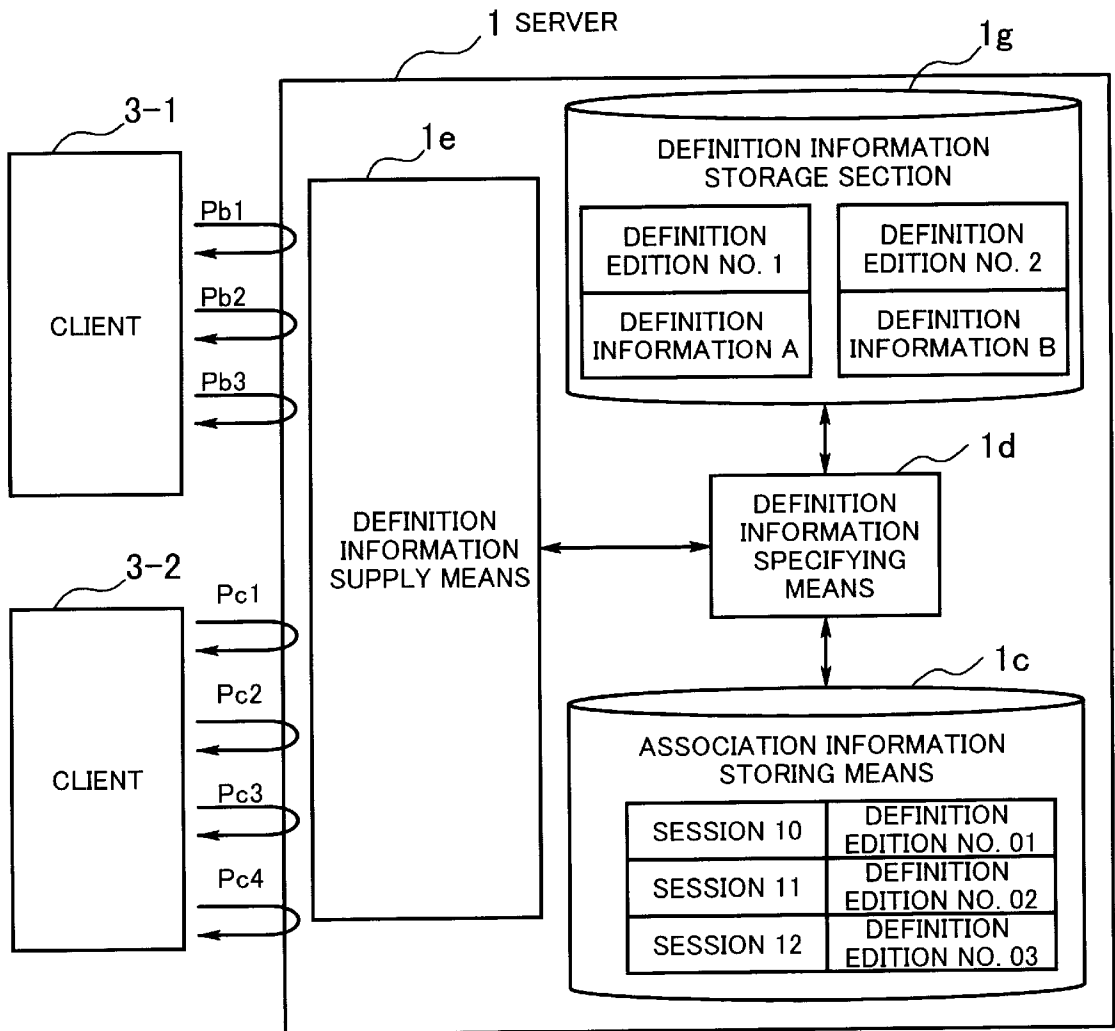 1 SERVER
1g
3-1
1e
DEFINITION INFORMATION
STORAGE SECTION
Pb1
DEFINITION
EDITION NO. 1
DEFINITION
EDITION NO. 2
Pb2
CLIENT
DEFINITION
INFORMATION A
DEFINITION
INFORMATION B
Pb3
1d
DEFINITION
INFORMATION
SPECIFYING
MEANS
DEFINITION
INFORMATION
SUPPLY MEANS
3-2
Pc1
1c
Pc2
ASSOCIATION INFORMATION
STORING MEANS
CLIENT
Pc3
SESSION 10
DEFINITION
EDITION NO. 01
SESSION 11
DEFINITION
EDITION NO. 02
Pc4
SESSION 12
DEFINITION
EDITION NO. 03